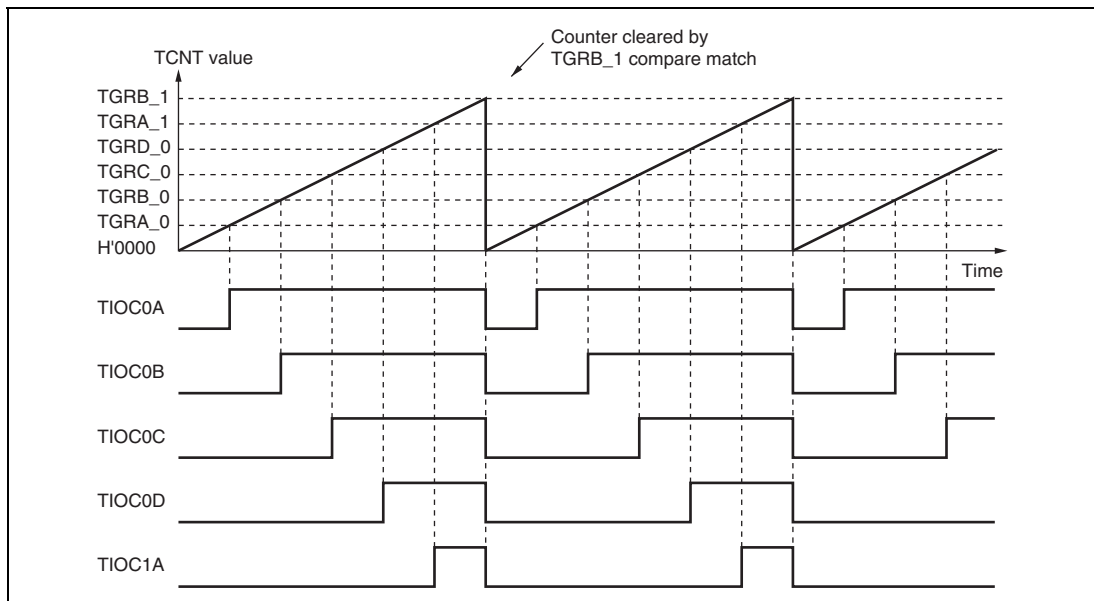 Counter cleared by
TGRB_1 compare match
TCNT value
TGRB_1
TGRA_1
TGRD_0
TGRC_0
TGRB_0
TGRA_0
H'0000
Time
TIOC0A
TIOC0B
TIOC0C
TIOC0D
TIOC1A